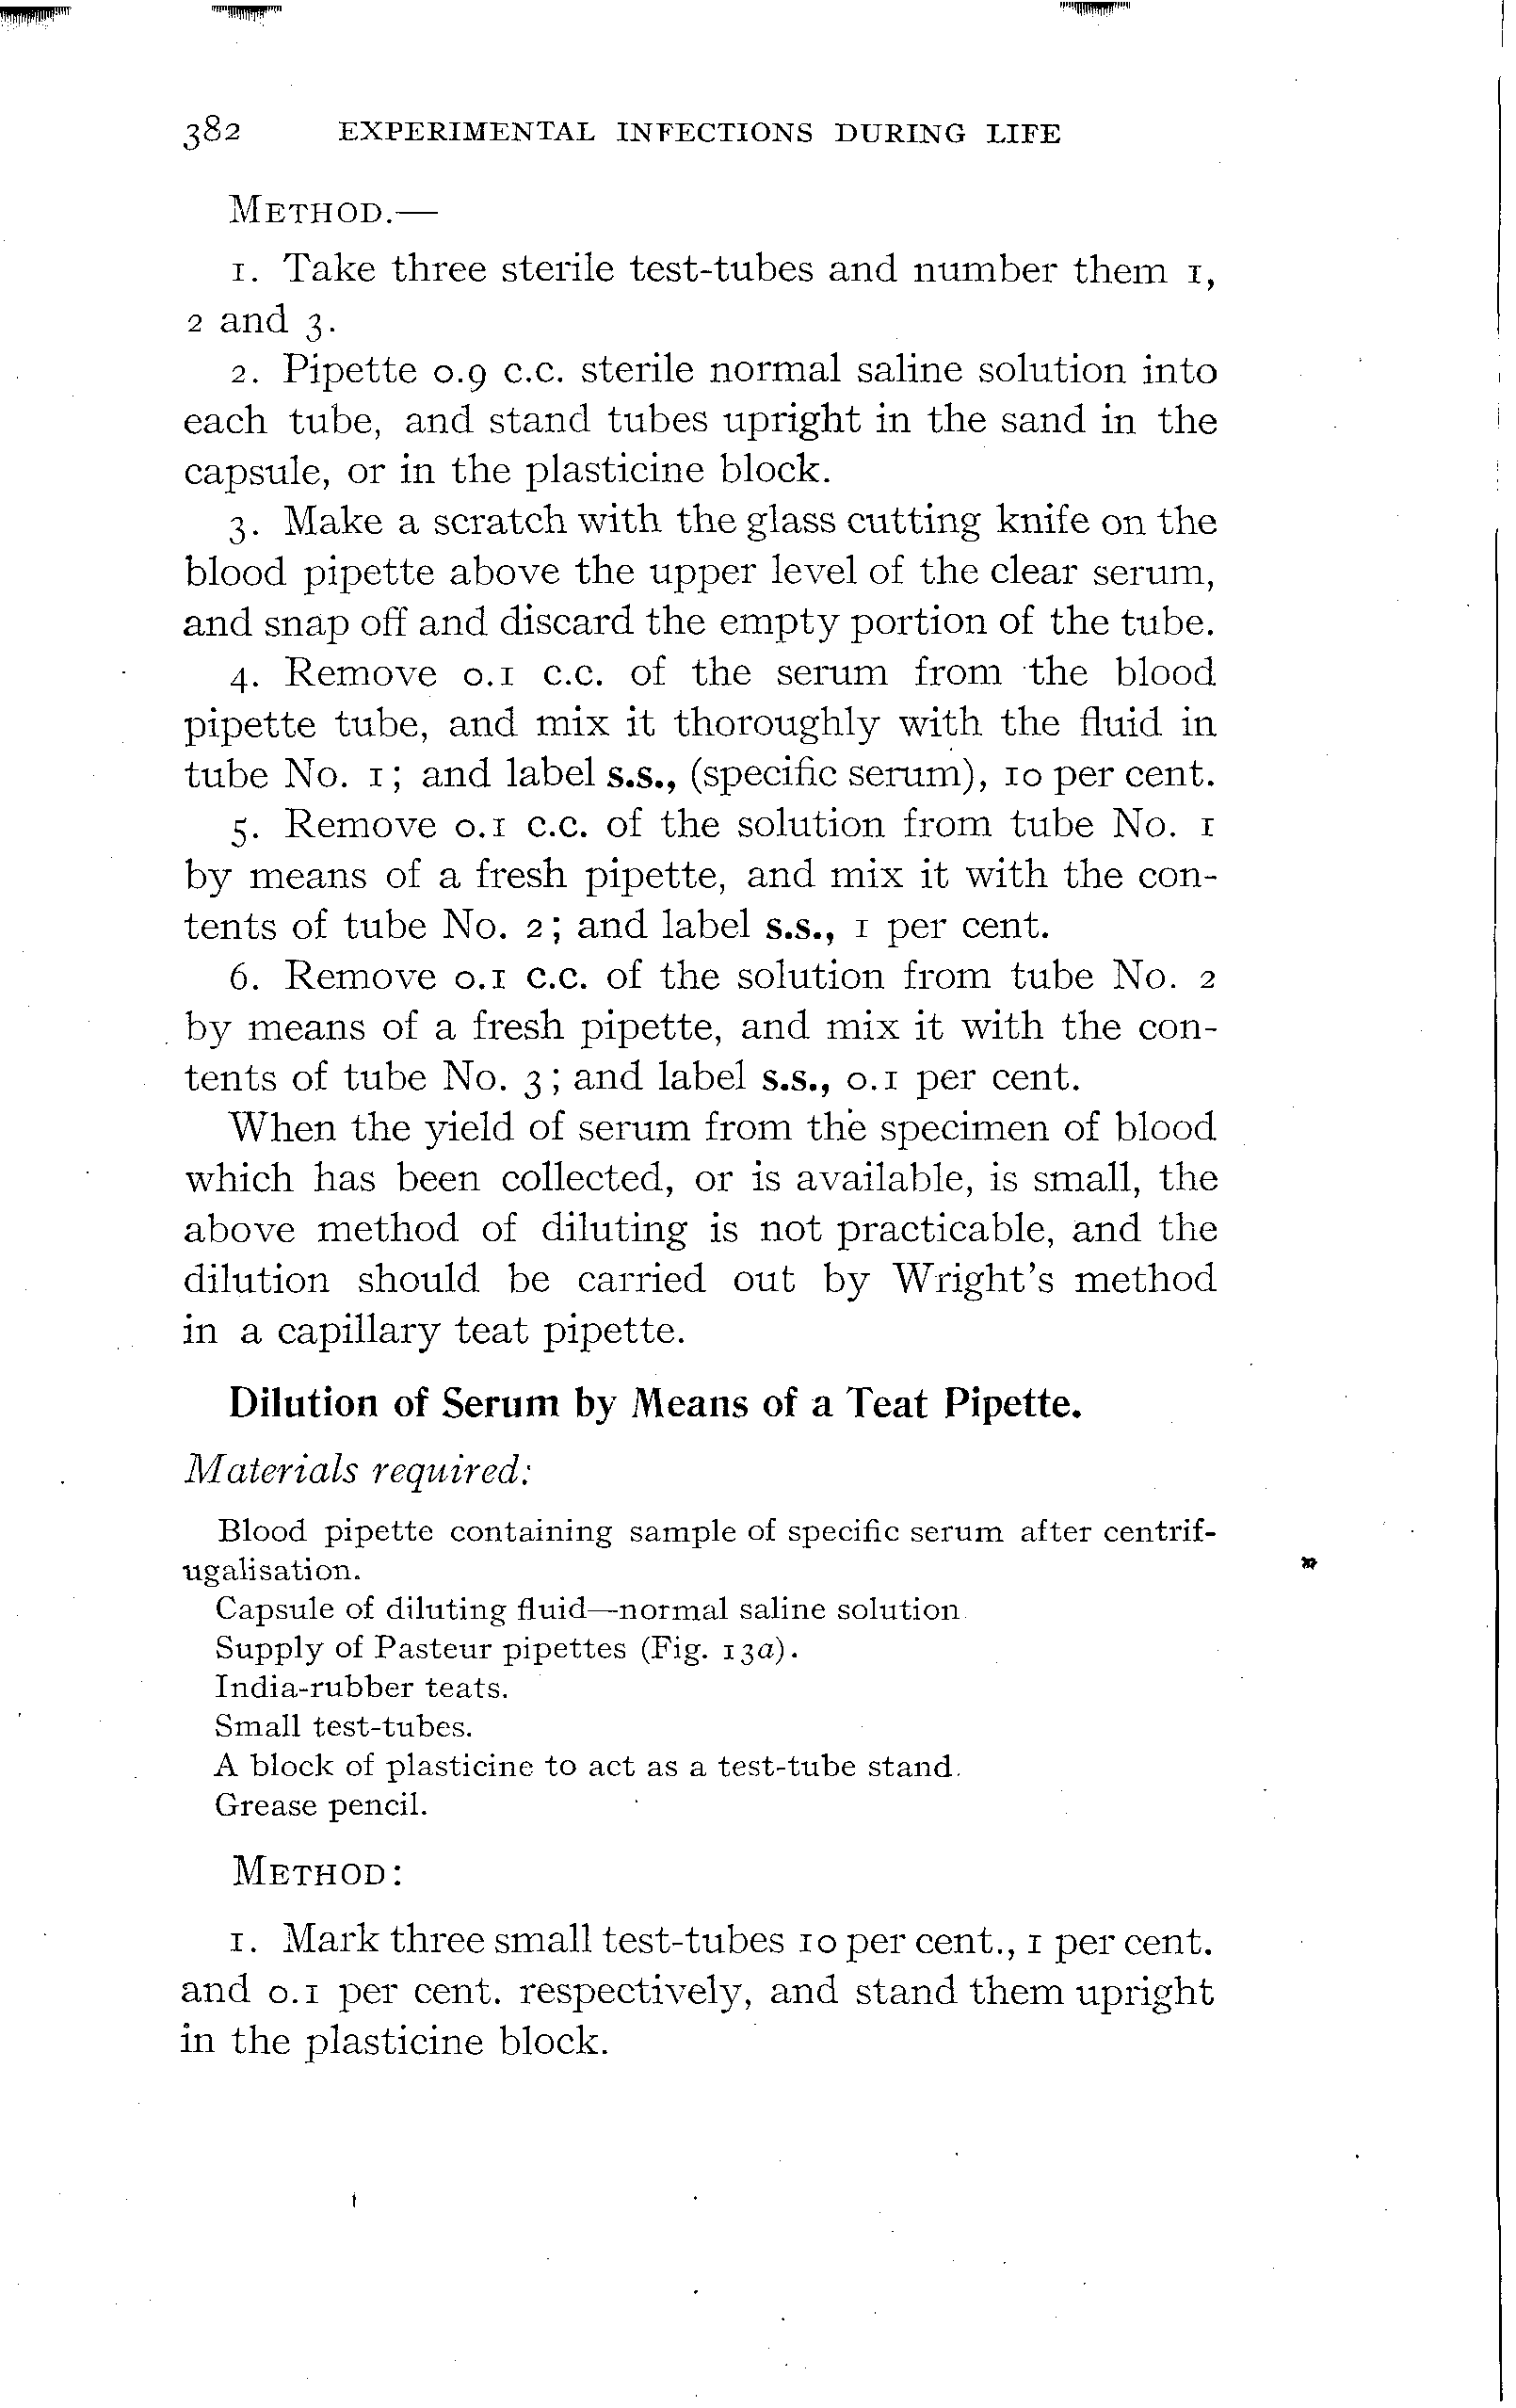 382 EXPERIMENTAL INFECTIONS DURING LIFE
METHOD.—
1. Take three sterile test-tubes and number them 1,
2 and 3.
2. Pipette 0.9 c.c. sterile normal saline solution into
each tube, and stand tubes upright in the sand in the
capsule, or in the plasticine block.
3. Make a scratch with the glass cutting knife on the
blood pipette above the upper level of the clear serum,
and snap off and discard the empty portion of the tube.
4. Remove 0.1 c.c. of the serum from the blood
pipette tube, and mix it thoroughly with the fluid in
tube No. 1; and label s.s., (specific serum), 10 per cent.
5. Remove 0.1 c.c. of the solution from tube No. 1
by means of a fresh pipette, and mix it with the con-
tents of tube No. 2; and label s.s., 1 per cent.
6. Remove 0.1 c.c. of the solution from tube No. 2
by means of a fresh pipette, and mix it with the con-
tents of tube No. 3; and label s.s., 0.1 per cent.
When the yield of serum from the specimen of blood
which has been collected, or is available, is small, the
above method of diluting is not practicable, and the
dilution should be carried out by Wright's method
in a capillary teat pipette.
Dilution of Serum by Means of a Teat Pipette.
Materials required:
Blood pipette containing sample of specific serum after centrif-
ugalisation.
Capsule of diluting fluid—normal saline solution
Supply of Pasteur pipettes (Fig. 13a).
India-rubber teats.
Small test-tubes.
A block of plasticine to act as a test-tube stand.
Grease pencil.
METHOD:
1. Mark three small test-tubes 10 per cent., 1 per cent.
and 0.1 per cent. respectively, and stand them upright
in the plasticine block.